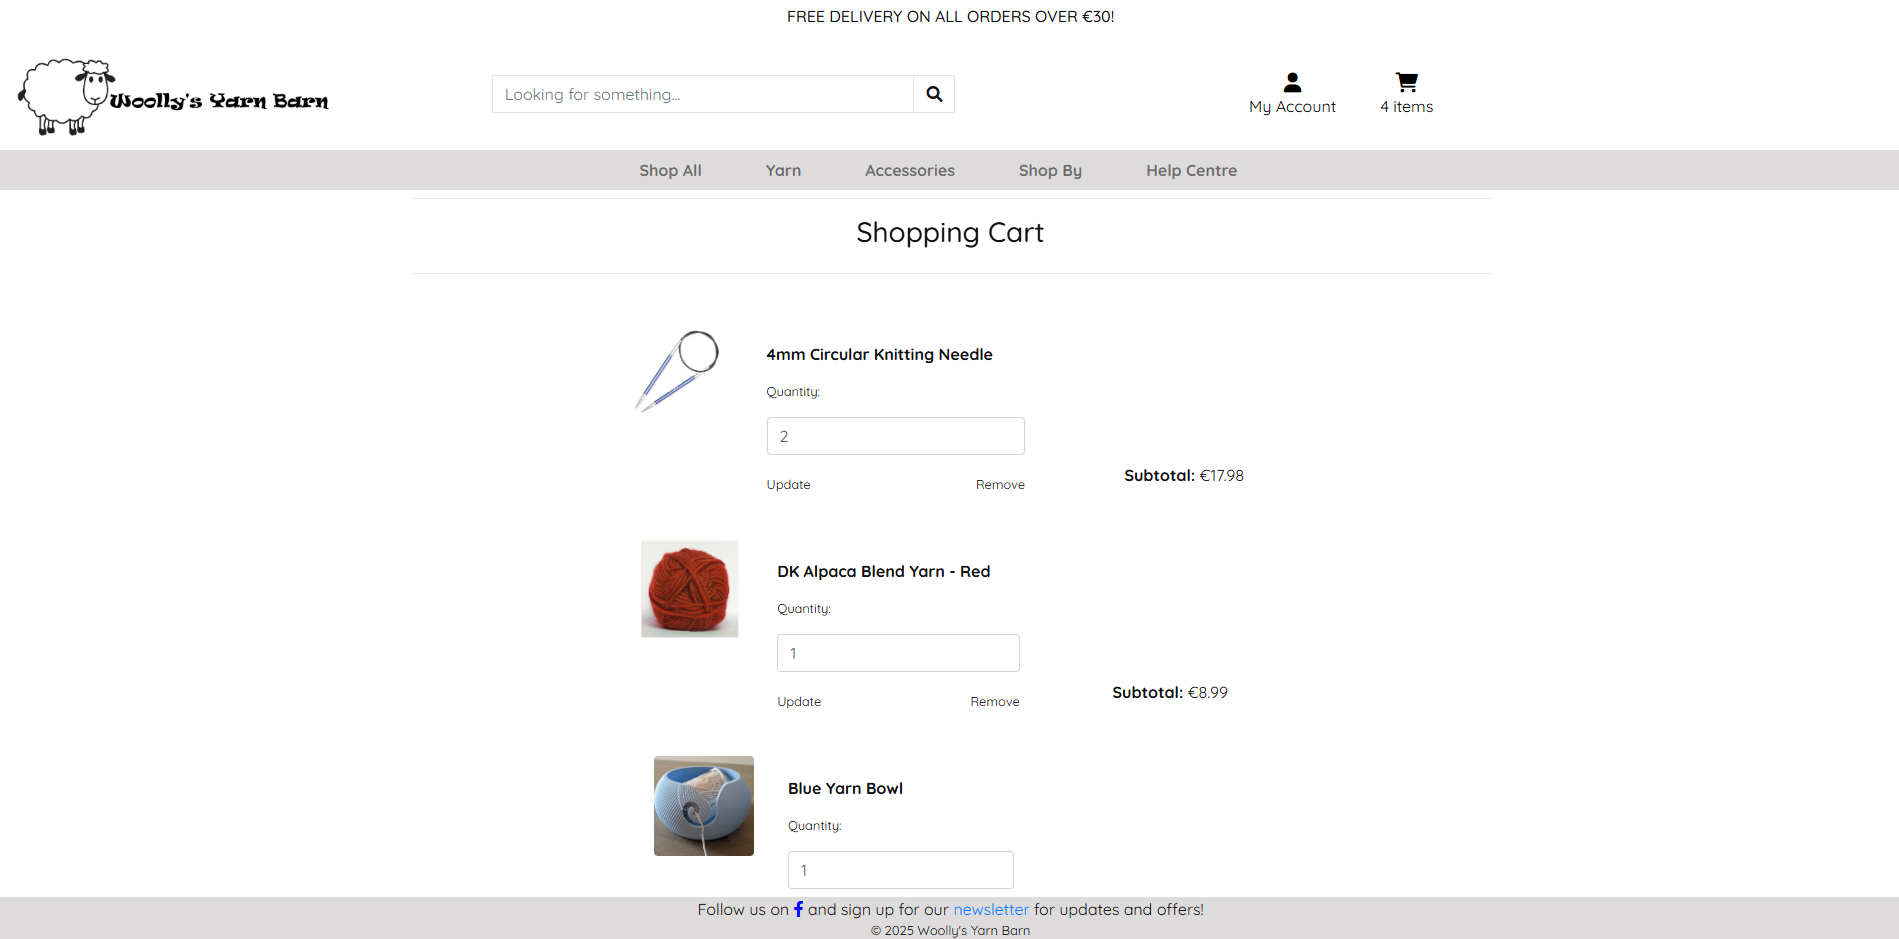 FREE DELIVERY ON ALL ORDERS OVER €30!
Woolly's Yarn Barn
Looking for something...
My Account
4 items
Shop All
Yarn
Accessories
Shop By
Help Centre
Shopping Cart
4mm Circular Knitting Needle
Quantity:
2
Update
Remove
Subtotal: €17.98
DK Alpaca Blend Yarn - Red
Quantity:
1
Update
Remove
Subtotal: €8.99
Blue Yarn Bowl
Quantity:
1
Follow us on f and sign up for our newsletter for updates and offers!
© 2025 Woolly's Yarn Barn